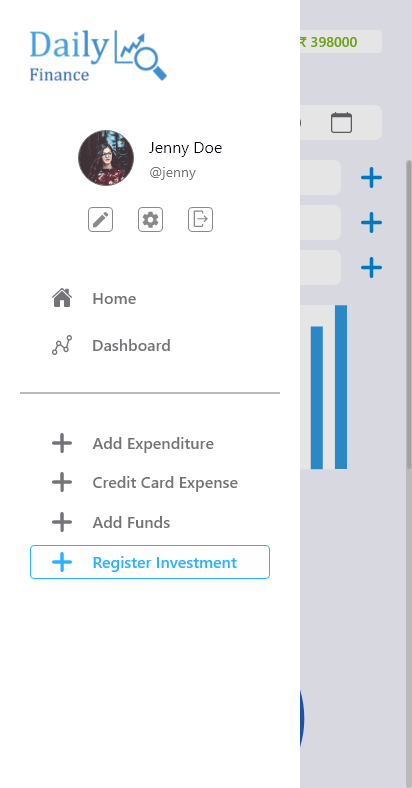 Daily
Finance
₹ 398000
Jenny Doe
@jenny
Home
Dashboard
Add Expenditure
Credit Card Expense
Add Funds
Register Investment